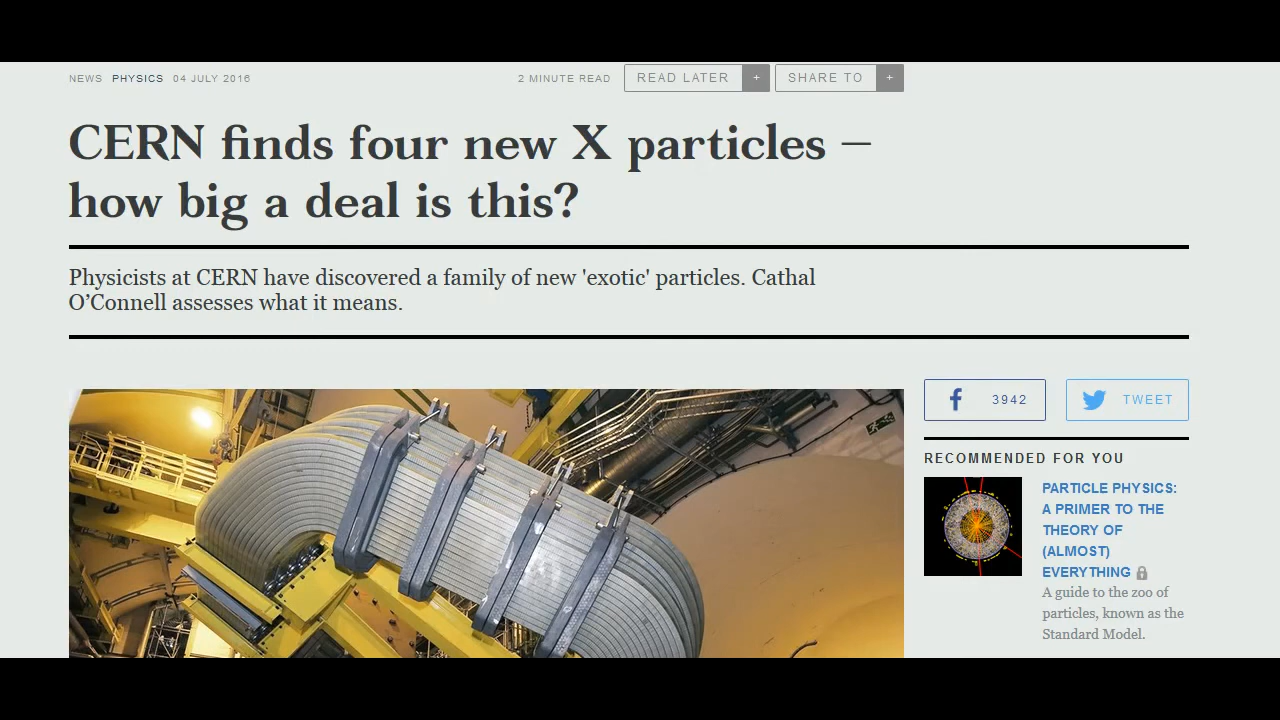 NEWS PHYSICS 04 JULY 2016
2 MINUTE READ
READ LATER +
SHARE TO +
CERN finds four new X particles –
how big a deal is this?
Physicists at CERN have discovered a family of new 'exotic' particles. Cathal
O’Connell assesses what it means.
3942
TWEET
RECOMMENDED FOR YOU
PARTICLE PHYSICS:
A PRIMER TO THE
THEORY OF
(ALMOST)
EVERYTHING
A guide to the zoo of
particles, known as the
Standard Model.